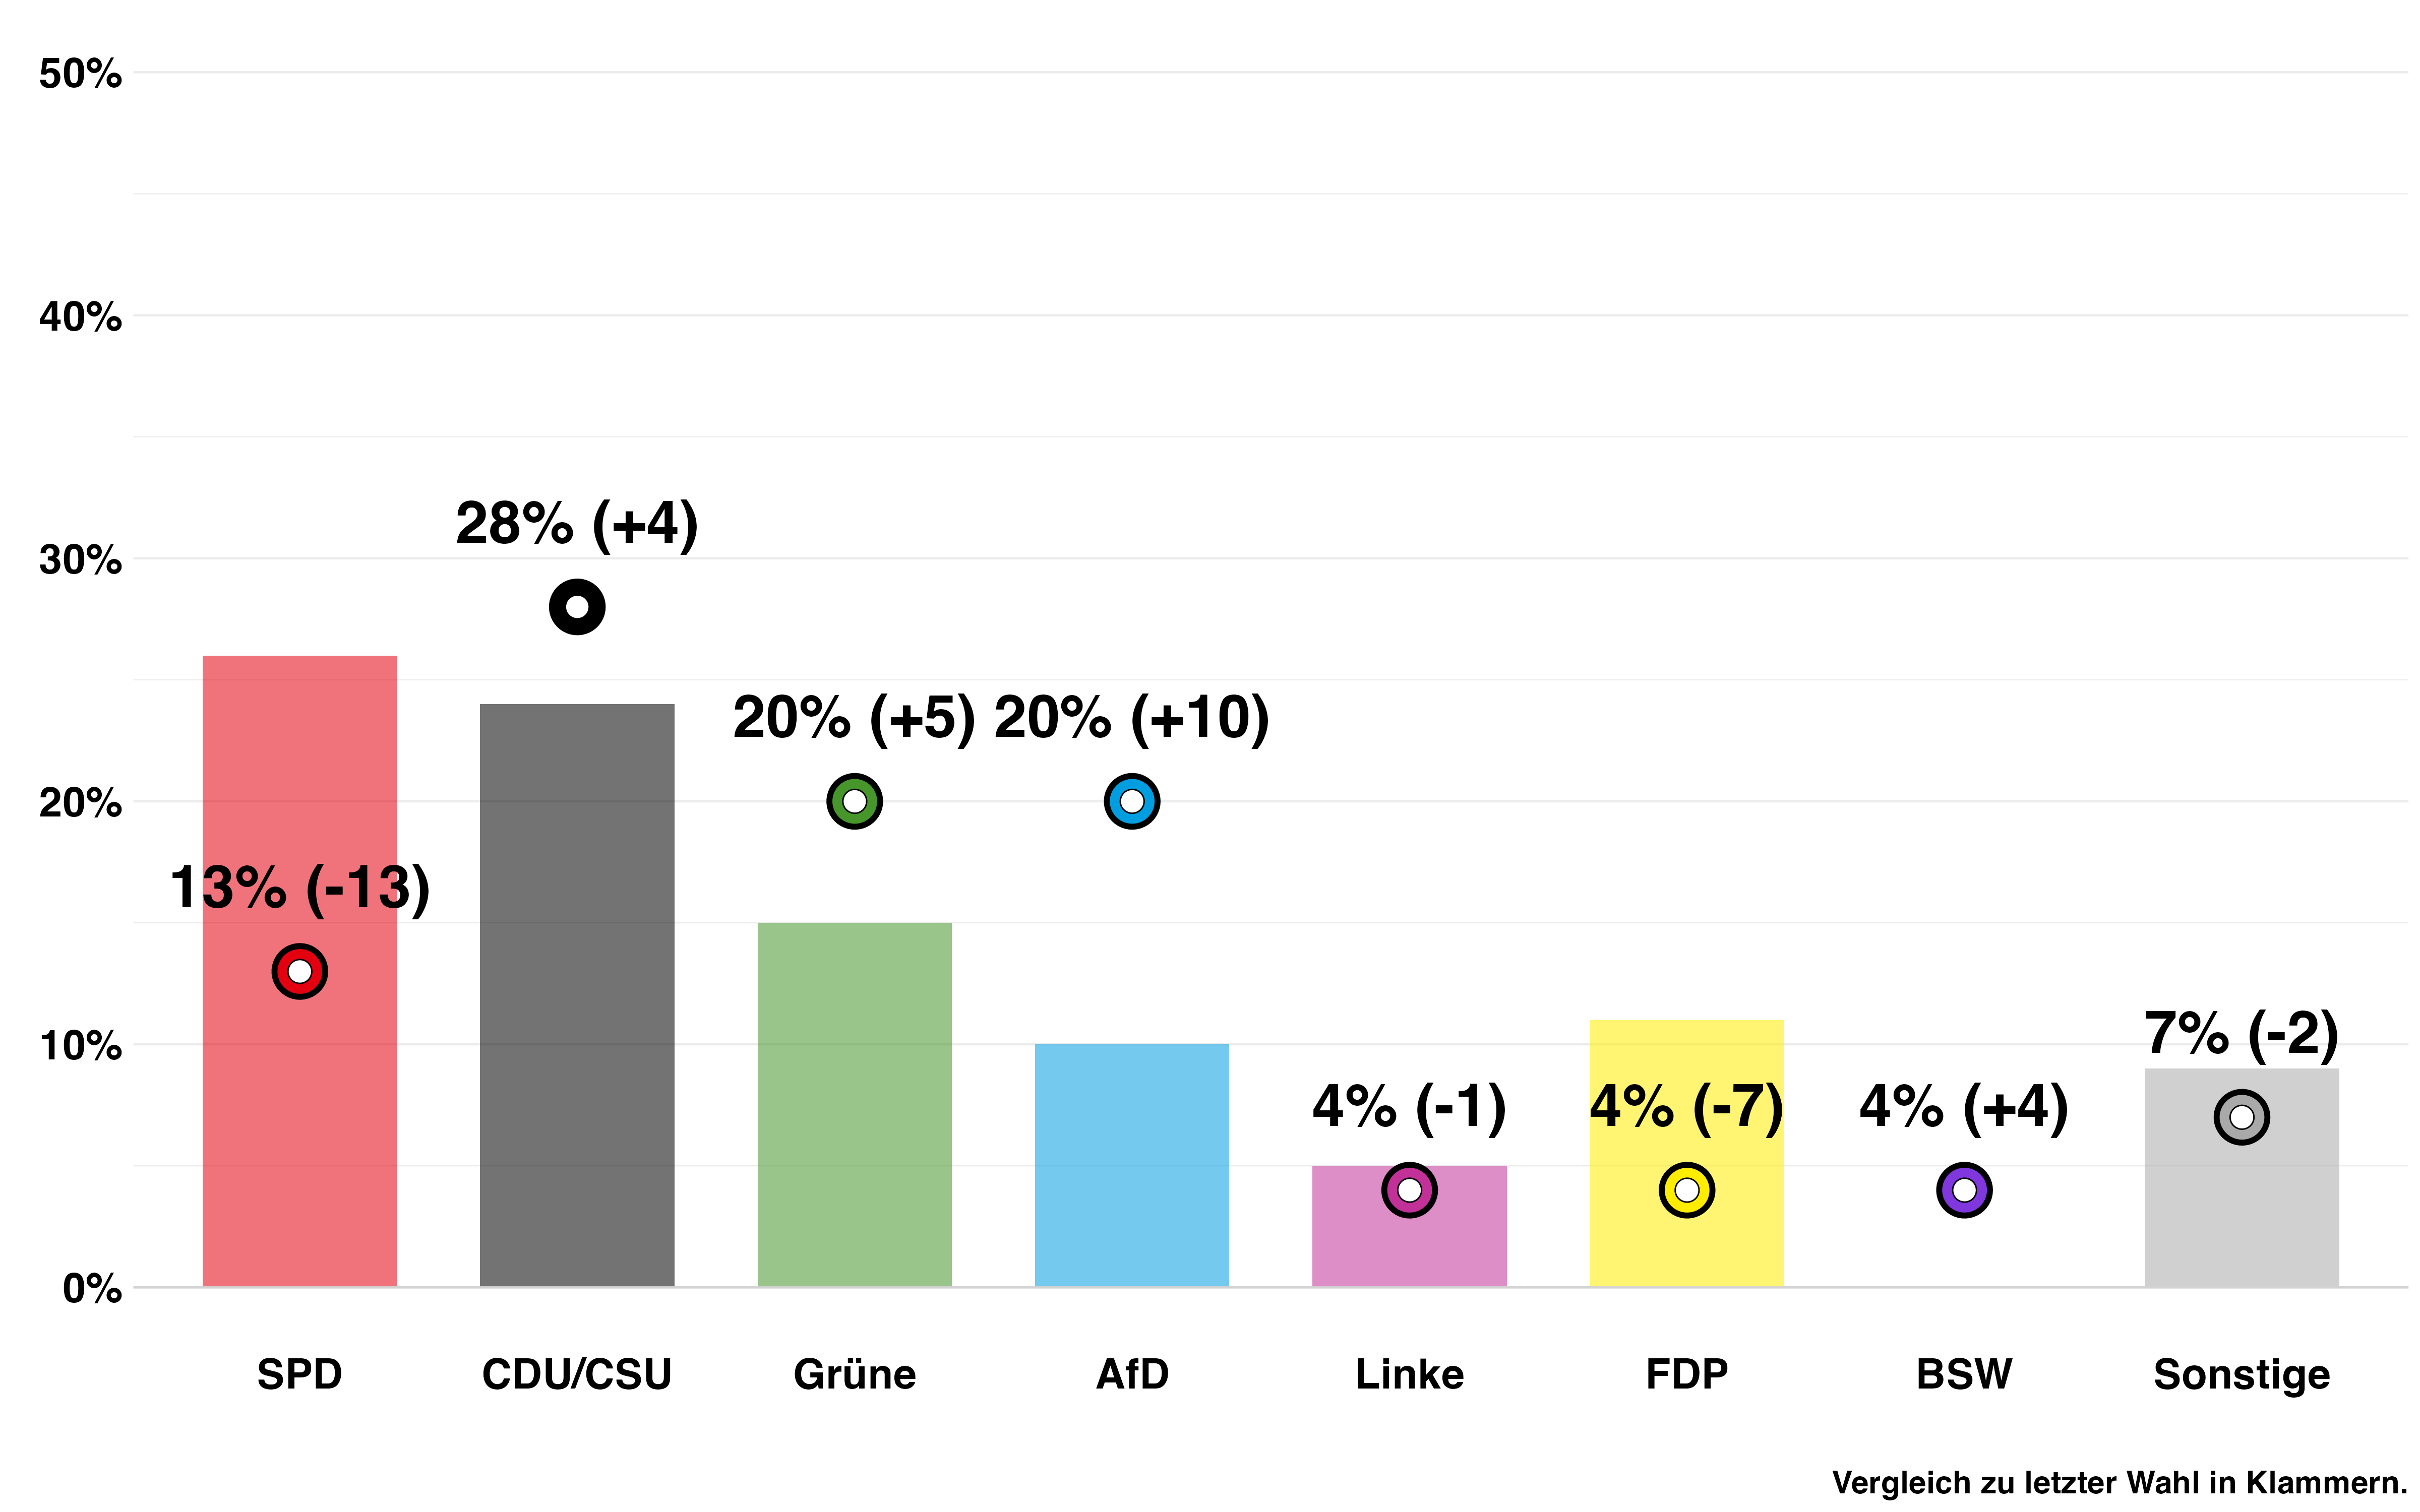 50%
40%
30%
20%
10%
0%
28% (+4)
20% (+5) 20% (+10)
13% (-13)
7% (-2)
4% (-1) 4% (-7) 4% (+4)
SPD CDU/CSU Grüne AfD Linke FDP BSW Sonstige
Vergleich zu letzter Wahl in Klammern.